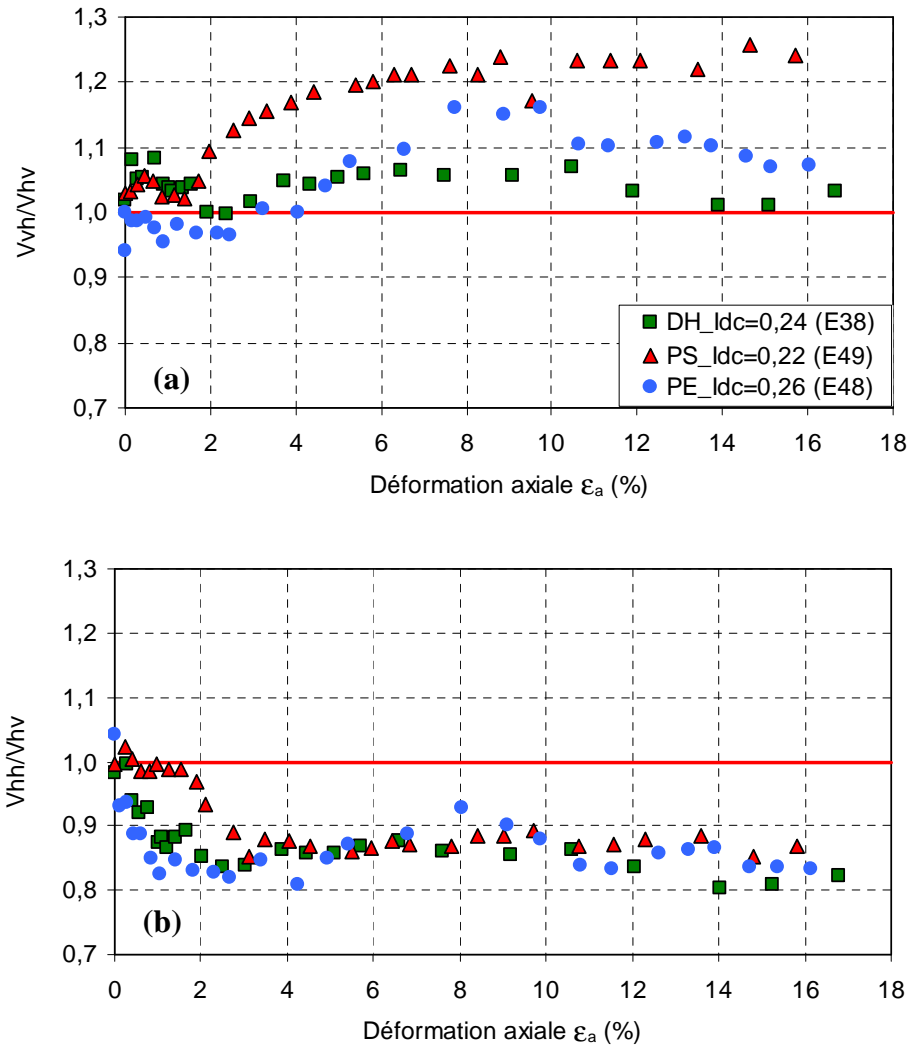 1,3
1,2
1,1
1,0
0,9
0,8
0,7
Vvh/Vhv
(a)
DH_Idc=0,24 (E38)
PS_Idc=0,22 (E49)
PE_Idc=0,26 (E48)
0 2 4 6 8 10 12 14 16 18
Déformation axiale εa (%)
1,3
1,2
1,1
1,0
0,9
0,8
0,7
Vhh/Vhv
(b)
0 2 4 6 8 10 12 14 16 18
Déformation axiale εa (%)